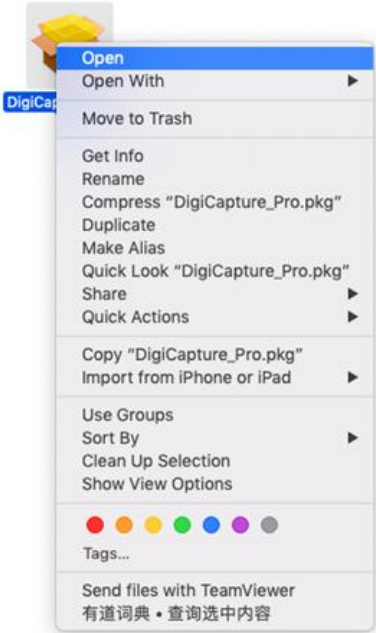 DigiCap
Open
Open With
Move to Trash
Get Info
Rename
Compress “DigiCapture_Pro.pkg”
Duplicate
Make Alias
Quick Look “DigiCapture_Pro.pkg”
Share
Quick Actions
Copy “DigiCapture_Pro.pkg”
Import from iPhone or iPad
Use Groups
Sort By
Clean Up Selection
Show View Options
Tags...
Send files with TeamViewer
有道词典 • 查询选中内容